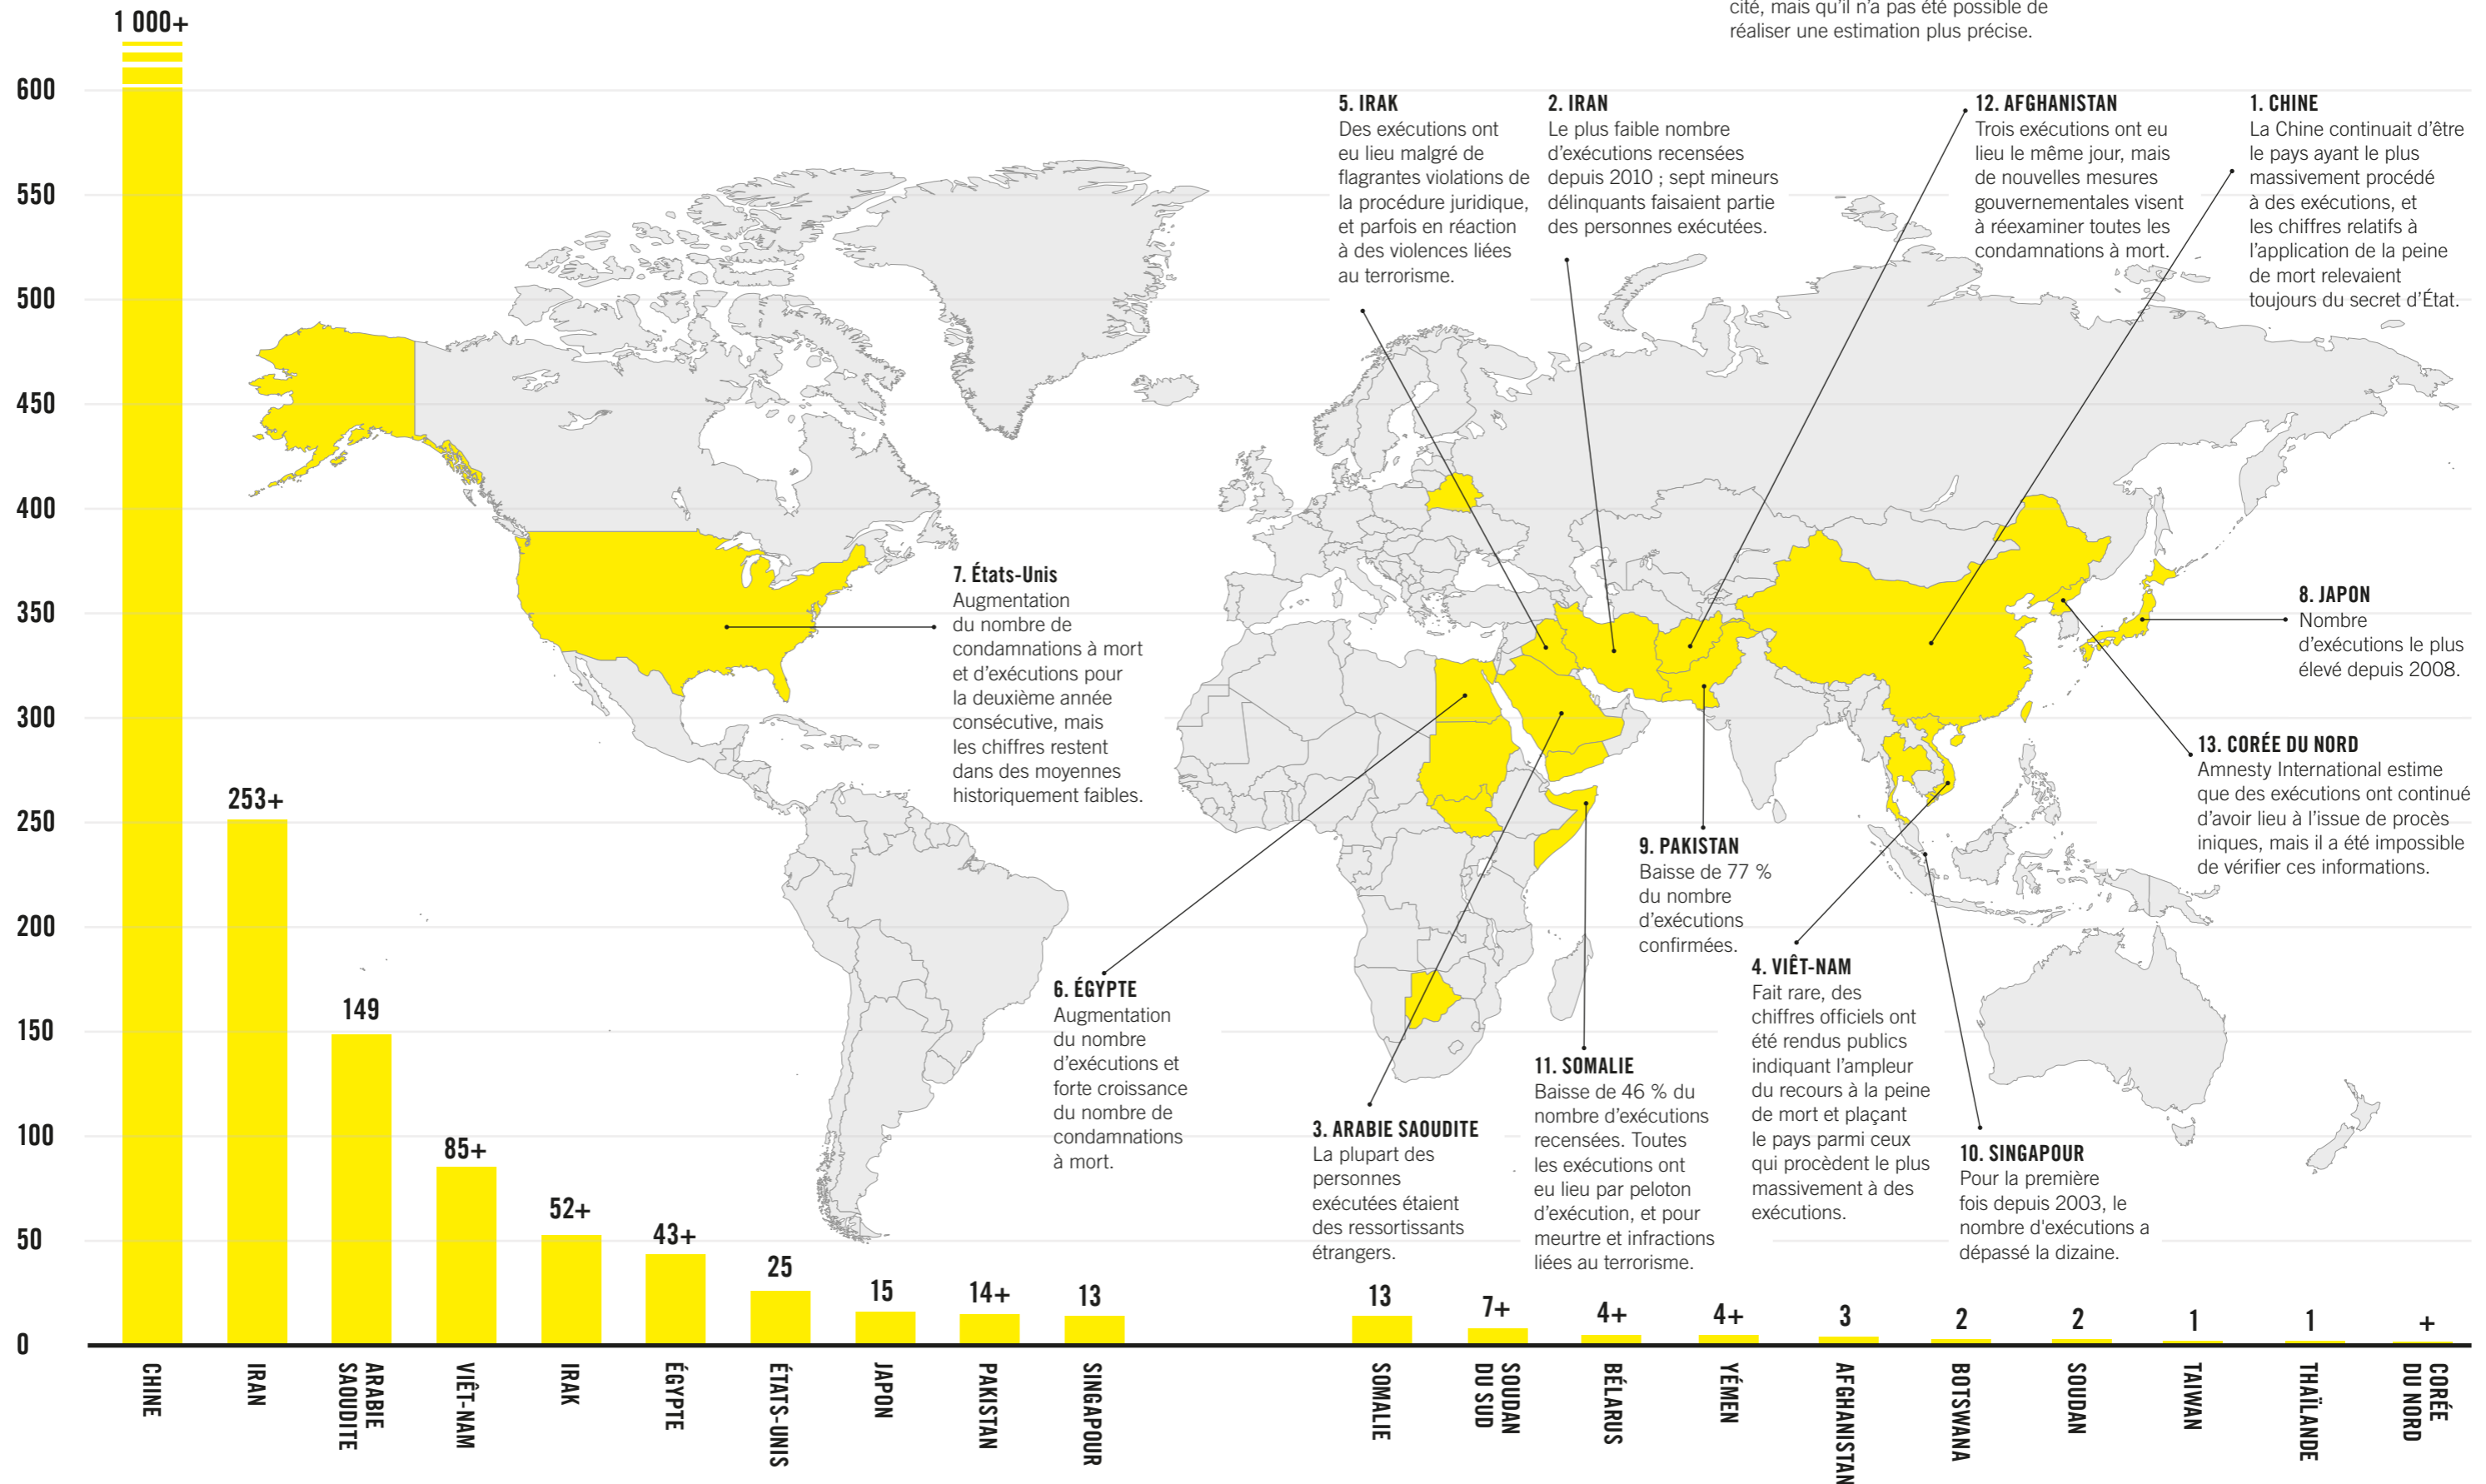 cité, mais qu'il n'a pas été possible de
réaliser une estimation plus précise.
1 000+
600
550
500
450
400
350
300
250
200
150
100
50
0
253+
149
85+
52+
43+
25
15
14+
13
13
7+
4+
4+
3
2
2
1
1
+
CHINE
IRAN
ARABIE
SAOUDITE
VIÊT-NAM
IRAK
ÉGYPTE
ÉTATS-UNIS
JAPON
PAKISTAN
SINGAPOUR
SOMALIE
SOUDAN
DU SUD
BÉLARUS
YÉMEN
AFGHANISTAN
BOTSWANA
SOUDAN
TAIWAN
THAÏLANDE
CORÉE
DU NORD
5. IRAK
Des exécutions ont
eu lieu malgré de
flagrantes violations de
la procédure juridique,
et parfois en réaction
à des violences liées
au terrorisme.
2. IRAN
Le plus faible nombre
d'exécutions recensées
depuis 2010 ; sept mineurs
délinquants faisaient partie
des personnes exécutées.
12. AFGHANISTAN
Trois exécutions ont eu
lieu le même jour, mais
de nouvelles mesures
gouvernementales visent
à réexaminer toutes les
condamnations à mort.
1. CHINE
La Chine continuait d'être
le pays ayant le plus
massivement procédé
à des exécutions, et
les chiffres relatifs à
l'application de la peine
de mort relevaient
toujours du secret d'État.
7. États-Unis
Augmentation
du nombre de
condamnations à mort
et d'exécutions pour
la deuxième année
consécutive, mais
les chiffres restent
dans des moyennes
historiquement faibles.
8. JAPON
Nombre
d'exécutions le plus
élevé depuis 2008.
13. CORÉE DU NORD
Amnesty International estime
que des exécutions ont continué
d'avoir lieu à l'issue de procès
iniques, mais il a été impossible
de vérifier ces informations.
9. PAKISTAN
Baisse de 77 %
du nombre
d'exécutions
confirmées.
4. VIÊT-NAM
Fait rare, des
chiffres officiels ont
été rendus publics
indiquant l'ampleur
du recours à la peine
de mort et plaçant
le pays parmi ceux
qui procèdent le plus
massivement à des
exécutions.
6. ÉGYPTE
Augmentation
du nombre
d'exécutions et
forte croissance
du nombre de
condamnations
à mort.
3. ARABIE SAOUDITE
La plupart des
personnes
exécutées étaient
des ressortissants
étrangers.
11. SOMALIE
Baisse de 46 % du
nombre d'exécutions
recensées. Toutes
les exécutions ont
eu lieu par peloton
d'exécution, et pour
meurtre et infractions
liées au terrorisme.
10. SINGAPOUR
Pour la première
fois depuis 2003, le
nombre d'exécutions a
dépassé la dizaine.